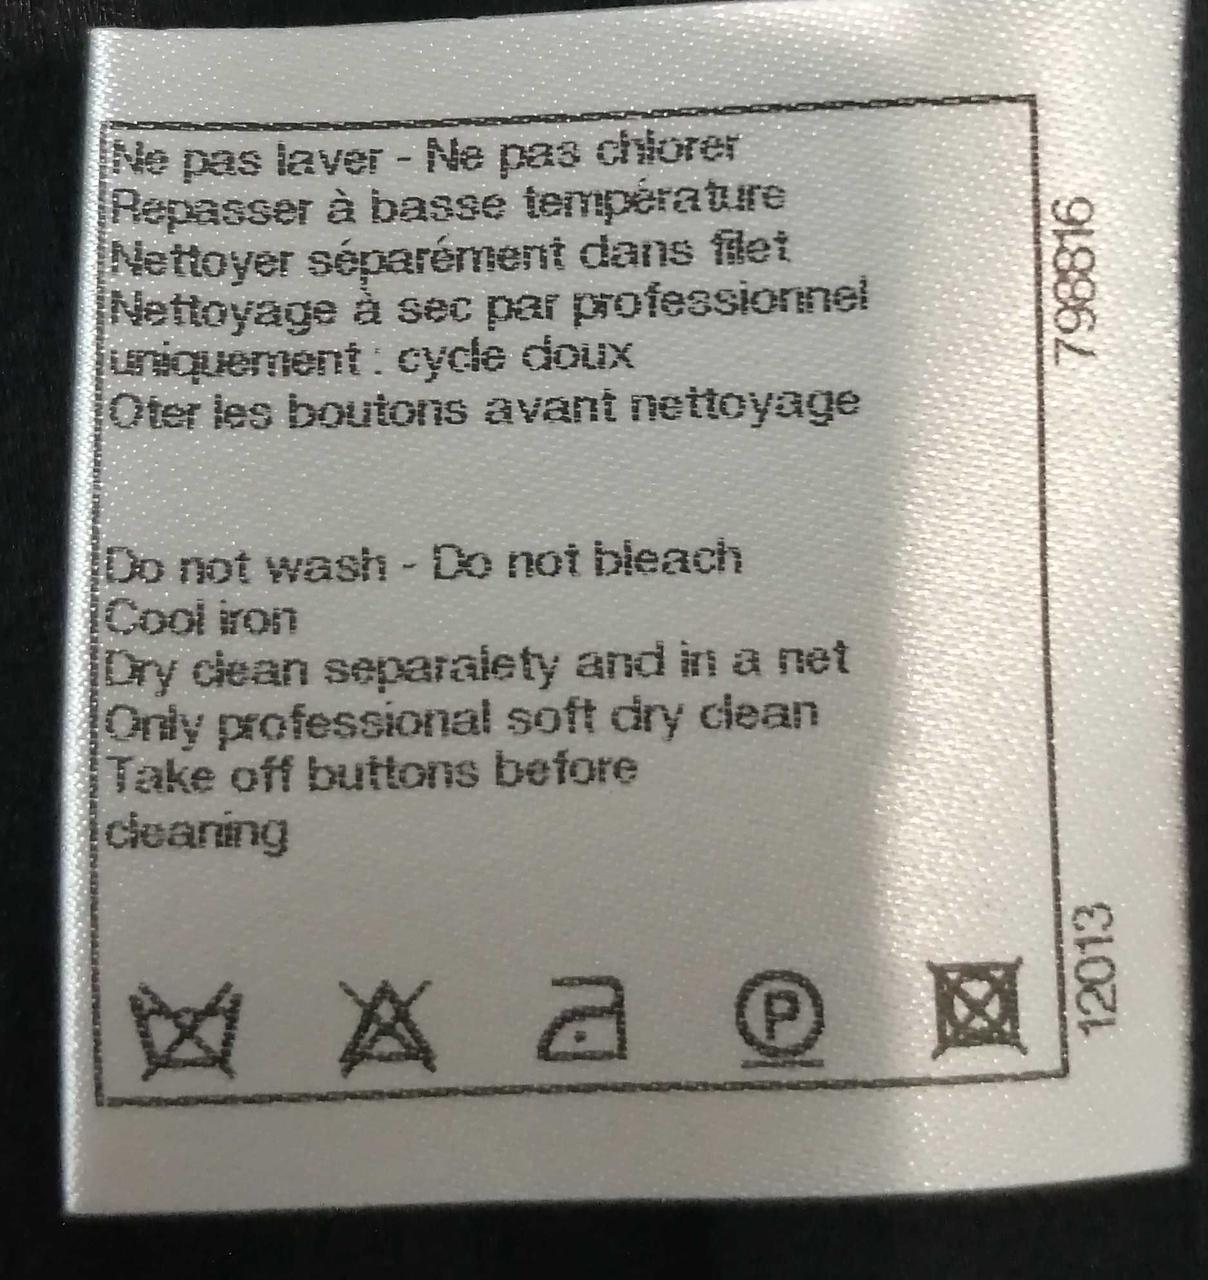 Ne pas laver - Ne pas chlorer
Repasser à basse température
Nettoyer séparément dans filet
Nettoyage à sec par professionnel
uniquement : cycle doux
Oter les boutons avant nettoyage
Do not wash - Do not bleach
Cool iron
Dry clean separalety and in a net
Only professional soft dry clean
Take off buttons before
cleaning
P
798816
12013